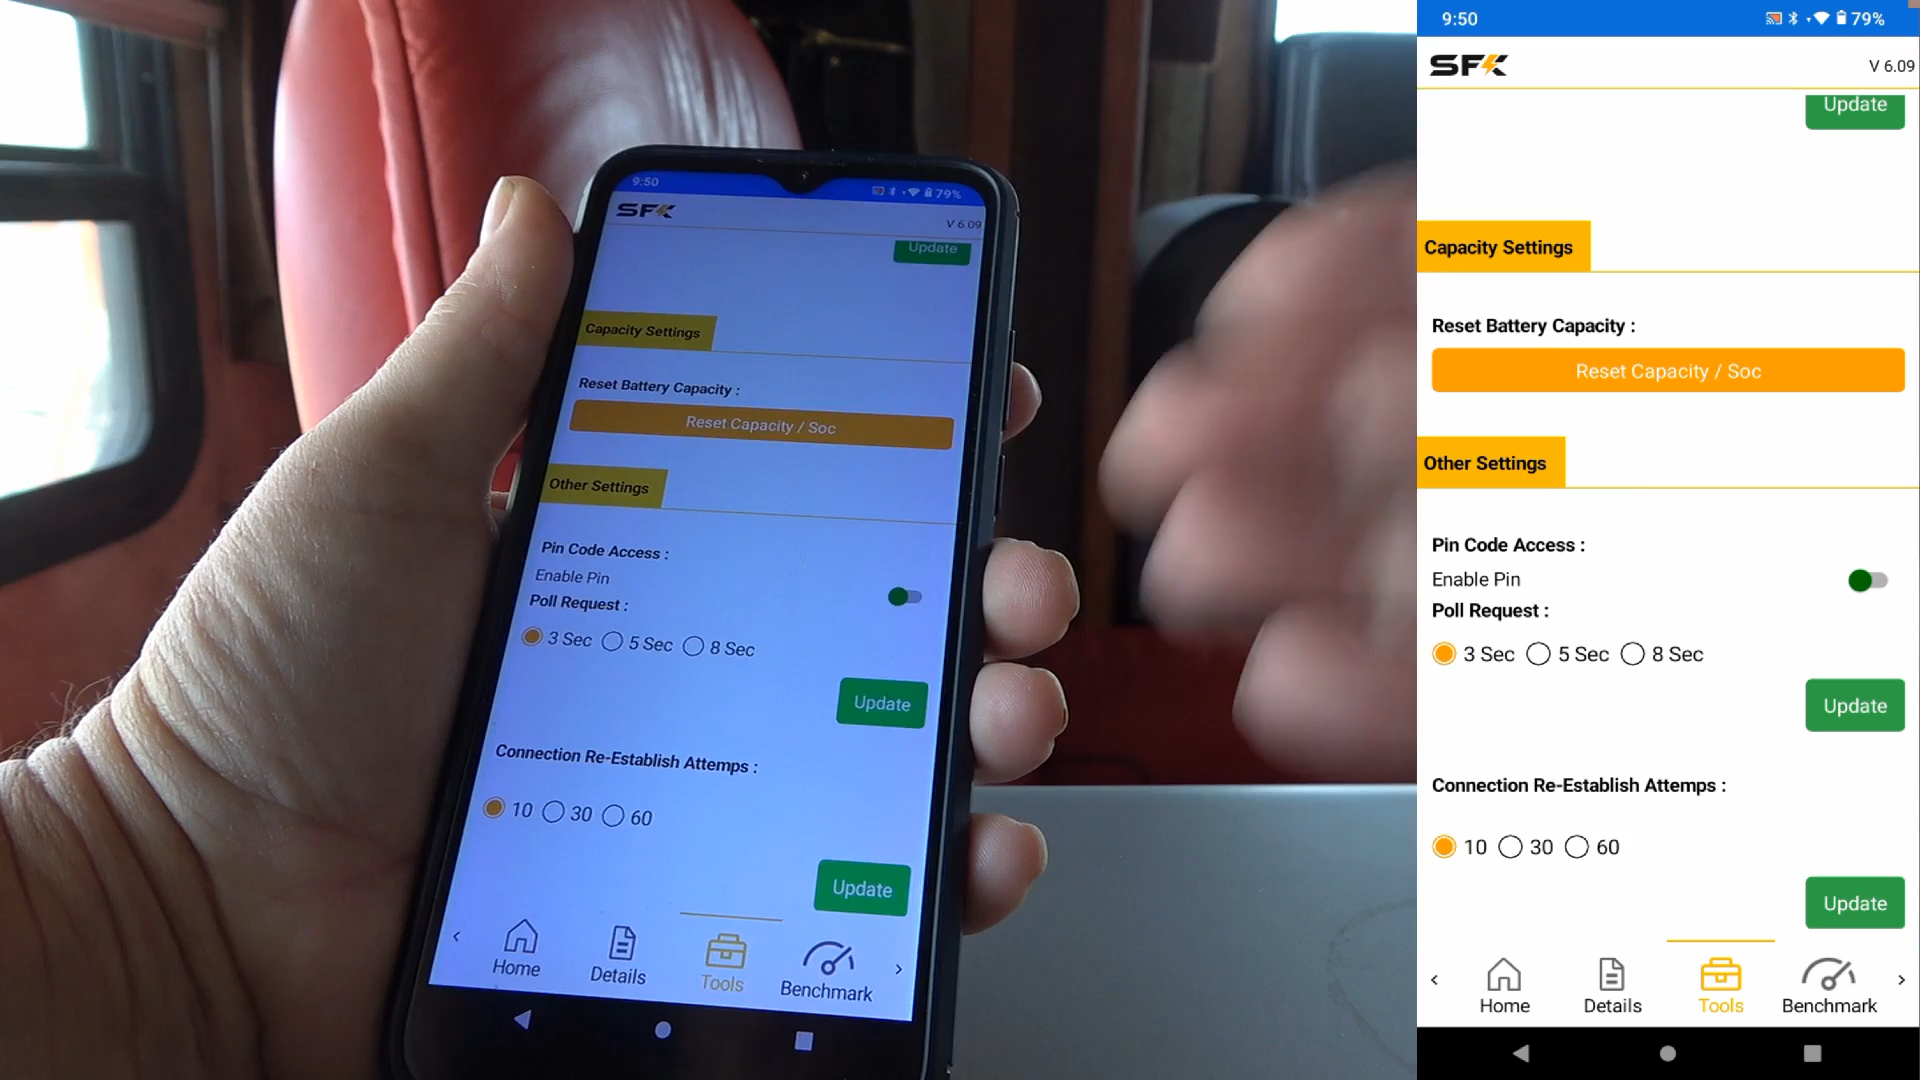 9:50
79%
SFK
V 6.09
Update
Capacity Settings
Reset Battery Capacity :
Reset Capacity / Soc
Other Settings
Pin Code Access :
Enable Pin
Poll Request :
3 Sec 5 Sec 8 Sec
Update
Connection Re-Establish Attemps :
10 30 60
Update
Home Details Tools Benchmark
9:50
79%
SFK
V 6.09
Update
Capacity Settings
Reset Battery Capacity :
Reset Capacity / Soc
Other Settings
Pin Code Access :
Enable Pin
Poll Request :
3 Sec 5 Sec 8 Sec
Update
Connection Re-Establish Attemps :
10 30 60
Update
Home Details Tools Benchmark